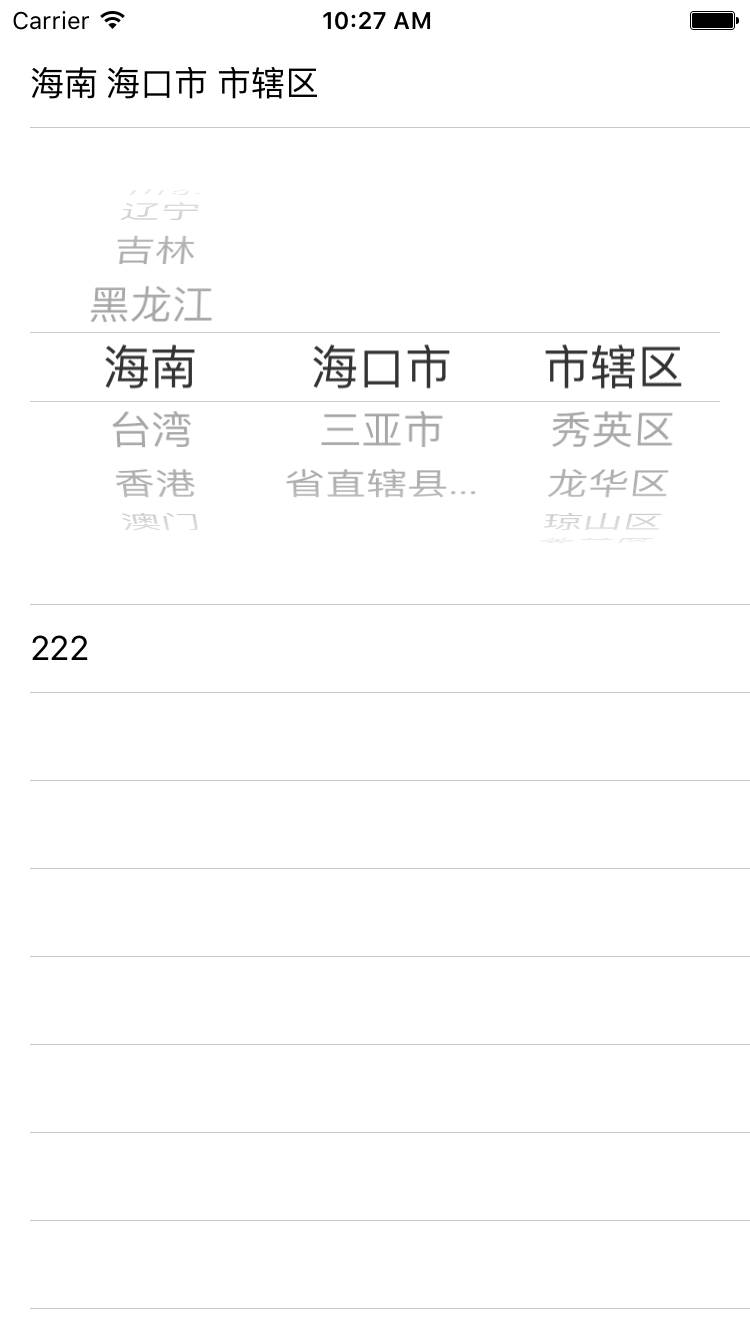 Carrier 10:27 AM
海南 海口市 市辖区
辽宁
吉林
黑龙江
海南 海口市 市辖区
台湾 三亚市 秀英区
香港 省直辖县... 龙华区
澳门 琼山区
222